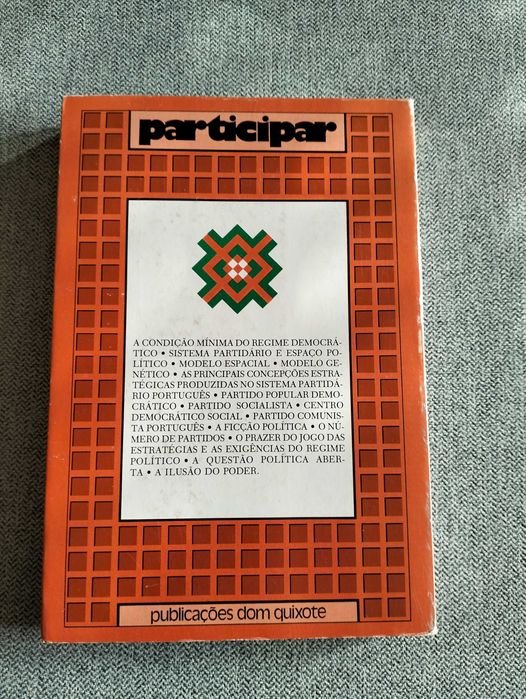 participar
A CONDIÇÃO MÍNIMA DO REGIME DEMOCRÁ-
TICO • SISTEMA PARTIDÁRIO E ESPAÇO PO-
LÍTICO • MODELO ESPACIAL • MODELO GE-
NÉTICO • AS PRINCIPAIS CONCEPÇÕES ESTRA-
TÉGICAS PRODUZIDAS NO SISTEMA PARTIDÁ-
RIO PORTUGUÊS • PARTIDO POPULAR DEMO-
CRÁTICO • PARTIDO SOCIALISTA • CENTRO
DEMOCRÁTICO SOCIAL • PARTIDO COMUNIS-
TA PORTUGUÊS • A FICÇÃO POLÍTICA • O NÚ-
MERO DE PARTIDOS • O PRAZER DO JOGO DAS
ESTRATÉGIAS E AS EXIGÊNCIAS DO REGIME
POLÍTICO • A QUESTÃO POLÍTICA ABER-
TA • A ILUSÃO DO PODER.
publicações dom quixote